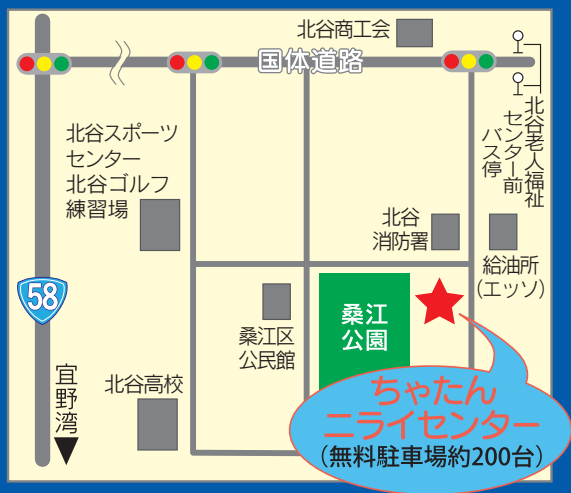 北谷商工会
国体道路
北谷老人福祉
センター前
バス停
北谷スポーツ
センター
北谷ゴルフ
練習場
北谷
消防署
給油所
（エッソ）
58
桑江
公園
桑江区
公民館
宜野湾
北谷高校
ちゃたん
ニライセンター
（無料駐車場約200台）